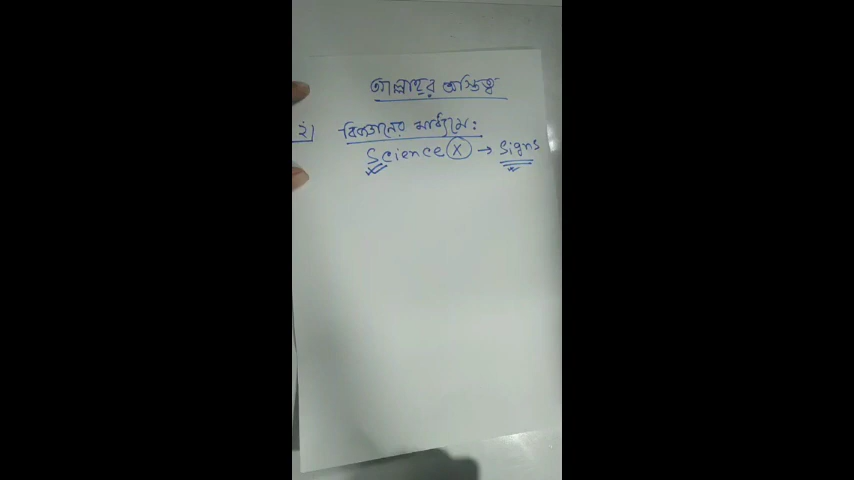 আল্লাহর অস্তিত্ব
২। বিজ্ঞানের মাধ্যমে:
Science (X) → Signs